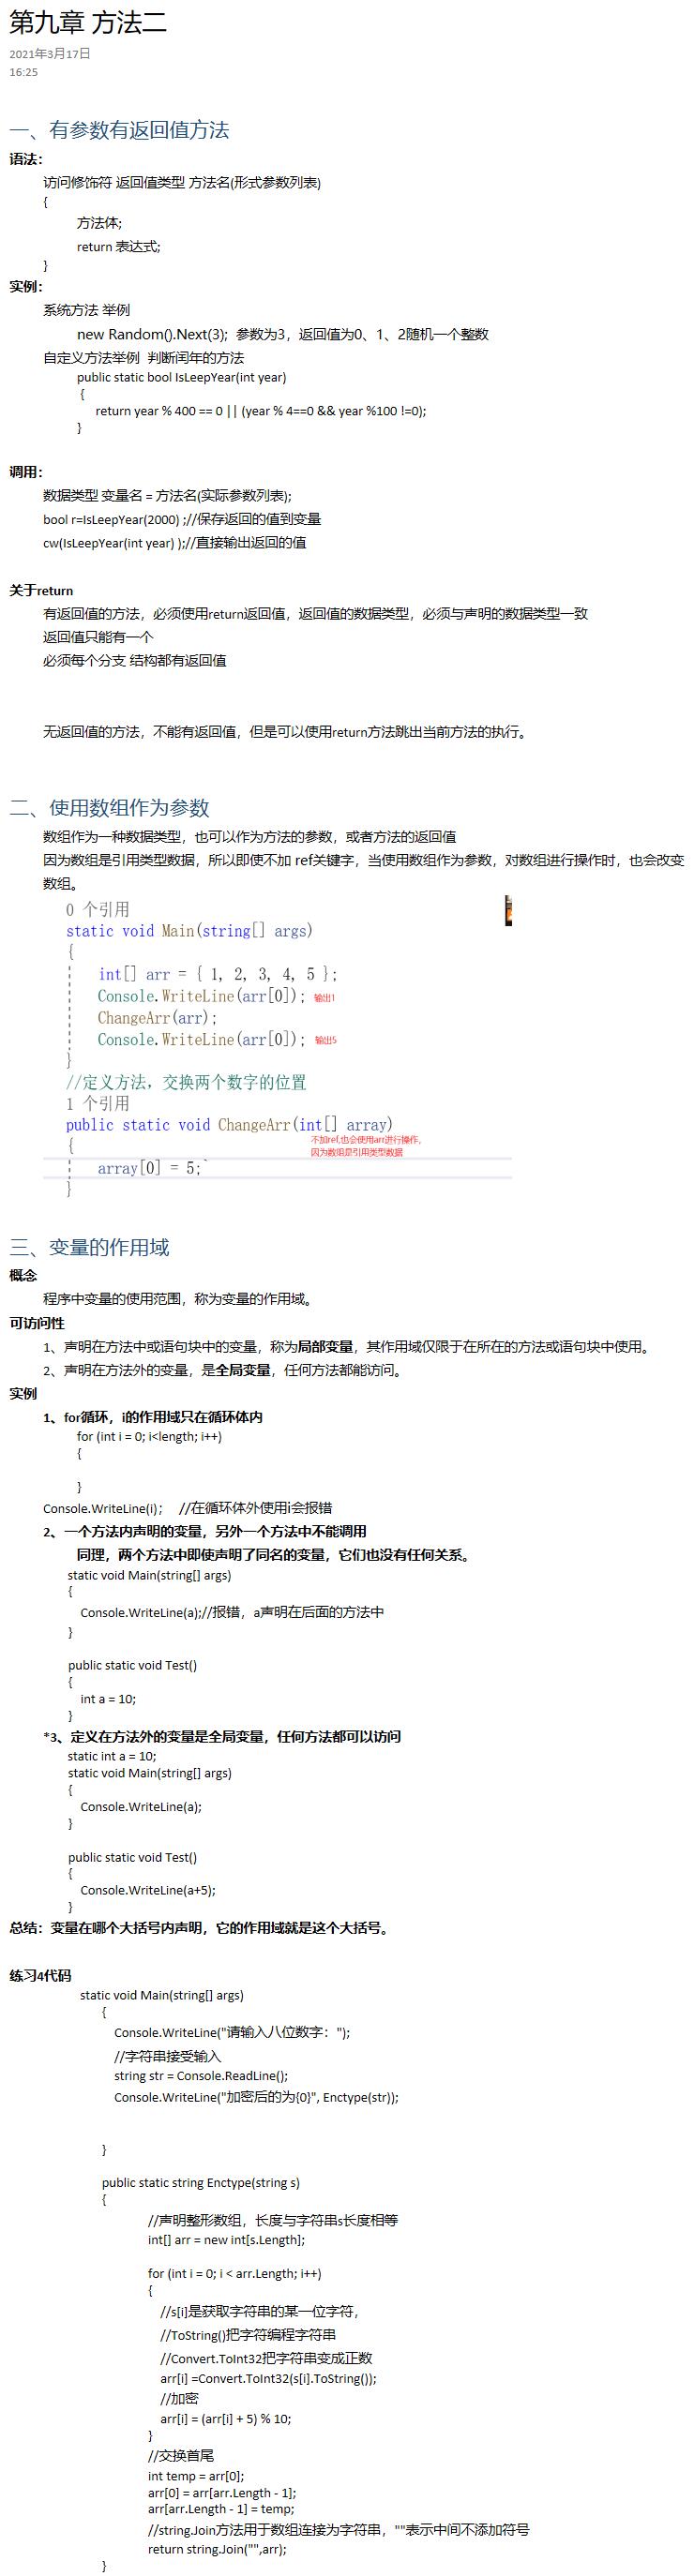 第九章 方法二
2021年3月17日
16:25
一、有参数有返回值方法
语法：
访问修饰符 返回值类型 方法名(形式参数列表)
{
方法体;
return 表达式;
}
实例：
系统方法 举例
new Random().Next(3); 参数为3，返回值为0、1、2随机一个整数
自定义方法举例 判断闰年的方法
public static bool IsLeepYear(int year)
{
return year % 400 == 0 || (year % 4==0 && year %100 !=0);
}
调用：
数据类型 变量名 = 方法名(实际参数列表);
bool r=IsLeepYear(2000) ;//保存返回的值到变量
cw(IsLeepYear(int year) );//直接输出返回的值
关于return
有返回值的方法，必须使用return返回值，返回值的数据类型，必须与声明的数据类型一致
返回值只能有一个
必须每个分支 结构都有返回值
无返回值的方法，不能有返回值，但是可以使用return方法跳出当前方法的执行。
二、使用数组作为参数
数组作为一种数据类型，也可以作为方法的参数，或者方法的返回值
因为数组是引用类型数据，所以即使不加 ref关键字，当使用数组作为参数，对数组进行操作时，也会改变
数组。
0 个引用
static void Main(string[] args)
{
int[] arr = { 1, 2, 3, 4, 5 };
Console.WriteLine(arr[0]); 输出1
ChangeArr(arr);
Console.WriteLine(arr[0]); 输出5
}
//定义方法，交换两个数字的位置
1 个引用
public static void ChangeArr(int[] array)
{
不加ref,也会使用arr进行操作，
因为数组是引用类型数据
array[0] = 5;`
}
三、变量的作用域
概念
程序中变量的使用范围，称为变量的作用域。
可访问性
1、声明在方法中或语句块中的变量，称为局部变量，其作用域仅限于在所在的方法或语句块中使用。
2、声明在方法外的变量，是全局变量，任何方法都能访问。
实例
1、for循环，i的作用域只在循环体内
for (int i = 0; i<length; i++)
{
}
Console.WriteLine(i)； //在循环体外使用i会报错
2、一个方法内声明的变量，另外一个方法中不能调用
同理，两个方法中即使声明了同名的变量，它们也没有任何关系。
static void Main(string[] args)
{
Console.WriteLine(a);//报错，a声明在后面的方法中
}
public static void Test()
{
int a = 10;
}
*3、定义在方法外的变量是全局变量，任何方法都可以访问
static int a = 10;
static void Main(string[] args)
{
Console.WriteLine(a);
}
public static void Test()
{
Console.WriteLine(a+5);
}
总结：变量在哪个大括号内声明，它的作用域就是这个大括号。
练习4代码
static void Main(string[] args)
{
Console.WriteLine("请输入八位数字：");
//字符串接受输入
string str = Console.ReadLine();
Console.WriteLine("加密后的为{0}", Enctype(str));
}
public static string Enctype(string s)
{
//声明整形数组，长度与字符串s长度相等
int[] arr = new int[s.Length];
for (int i = 0; i < arr.Length; i++)
{
//s[i]是获取字符串的某一位字符，
//ToString()把字符编程字符串
//Convert.ToInt32把字符串变成正数
arr[i] =Convert.ToInt32(s[i].ToString());
//加密
arr[i] = (arr[i] + 5) % 10;
}
//交换首尾
int temp = arr[0];
arr[0] = arr[arr.Length - 1];
arr[arr.Length - 1] = temp;
//string.Join方法用于数组连接为字符串，""表示中间不添加符号
return string.Join("",arr);
}